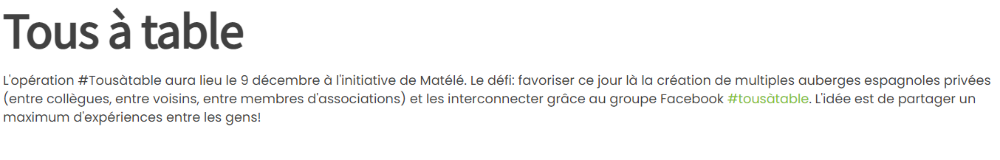 Tous à table
L'opération #Tousàtable aura lieu le 9 décembre à l'initiative de Matélé. Le défi: favoriser ce jour là la création de multiples auberges espagnoles privées
(entre collègues, entre voisins, entre membres d'associations) et les interconnecter grâce au groupe Facebook #tousàtable. L'idée est de partager un
maximum d'expériences entre les gens!